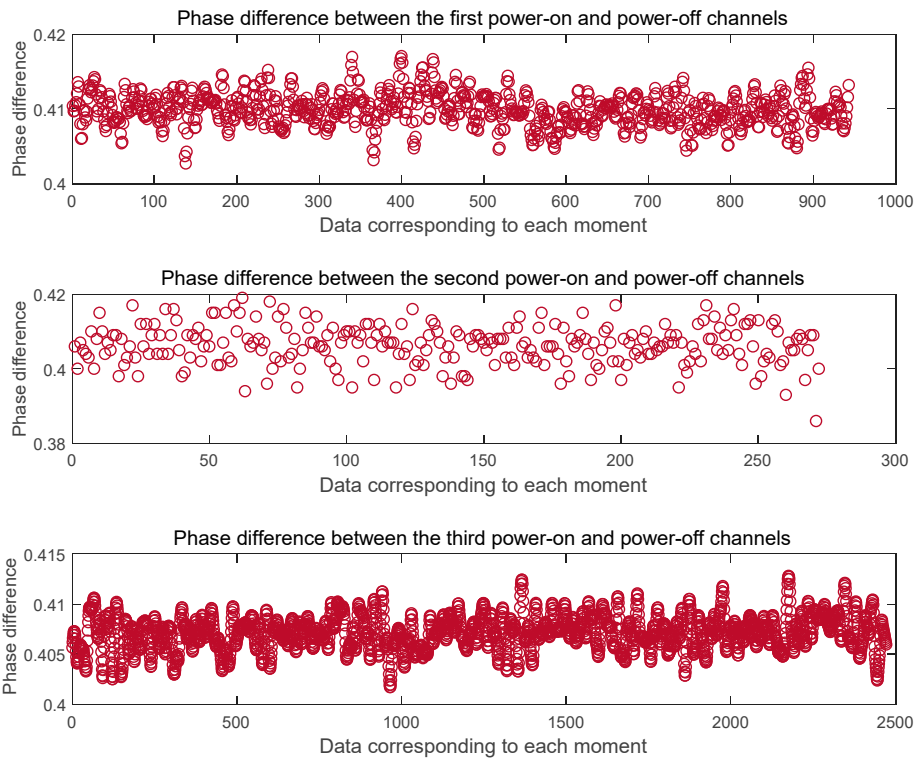 Phase difference between the first power-on and power-off channels
0.42
0.41
0.4
Phase difference
0 100 200 300 400 500 600 700 800 900 1000
Data corresponding to each moment
Phase difference between the second power-on and power-off channels
0.42
0.4
0.38
Phase difference
0 50 100 150 200 250 300
Data corresponding to each moment
Phase difference between the third power-on and power-off channels
0.415
0.41
0.405
0.4
Phase difference
0 500 1000 1500 2000 2500
Data corresponding to each moment